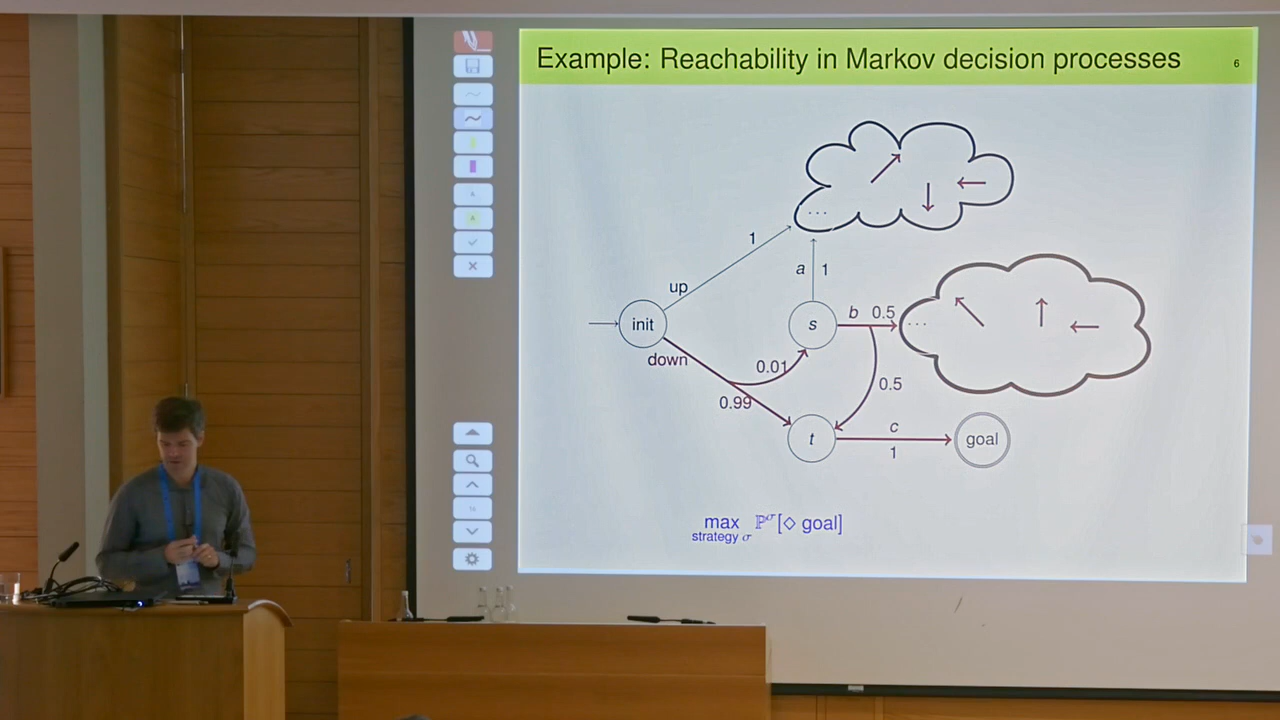 Example: Reachability in Markov decision processes 6
...
1
a 1
up
init
s
b 0.5
...
down
0.01
0.5
0.99
t
c
1
goal
max ℙσ[◇ goal]
strategy σ